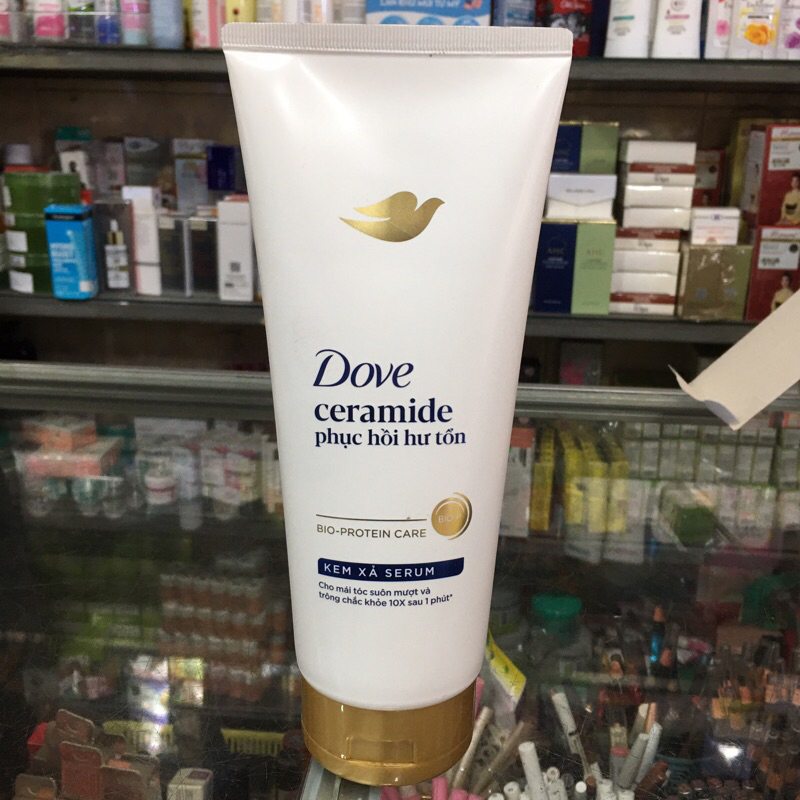 Dove
ceramide
phục hồi hư tổn
BIO-PROTEIN CARE
KEM XẢ SERUM
Cho mái tóc suôn mượt và
trông chắc khỏe 10X sau 1 phút*